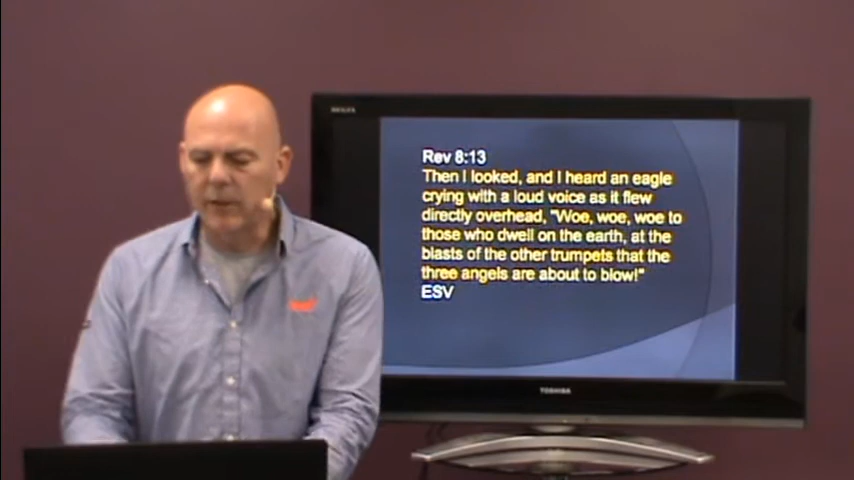 REGZA
Rev 8:13
Then I looked, and I heard an eagle
crying with a loud voice as it flew
directly overhead, "Woe, woe, woe to
those who dwell on the earth, at the
blasts of the other trumpets that the
three angels are about to blow!"
ESV
TOSHIBA